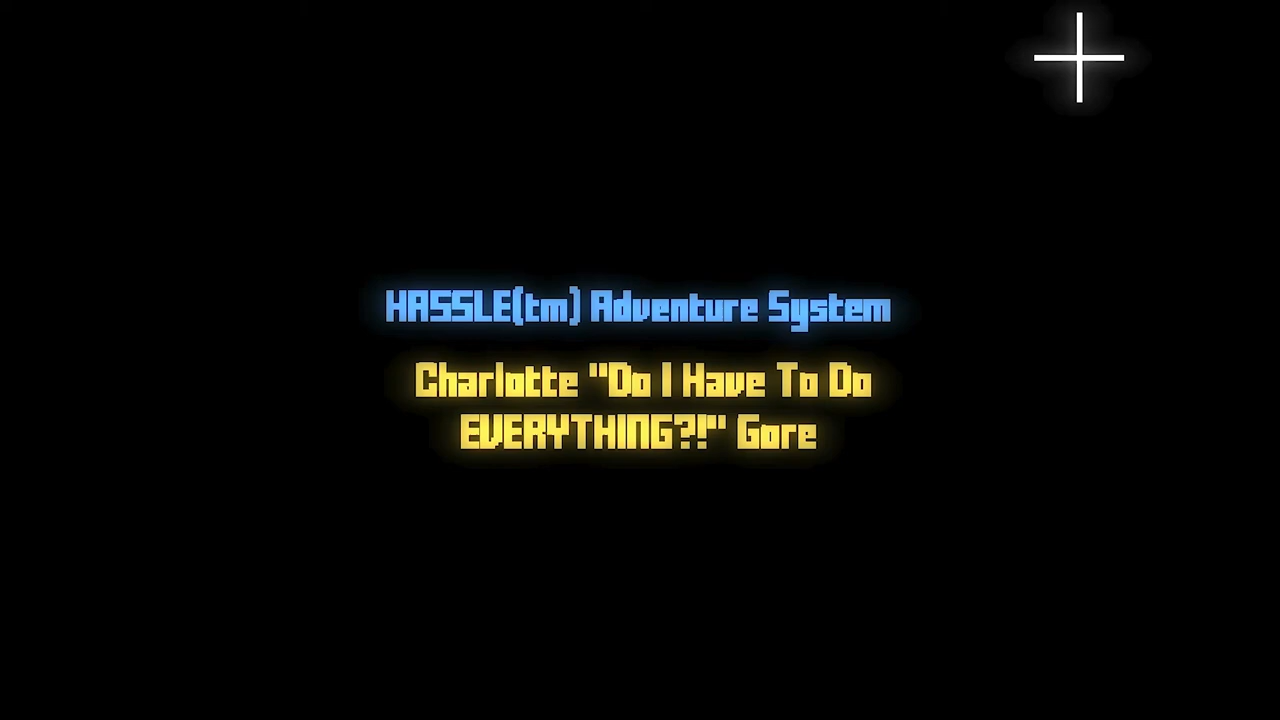 HASSLE(tm) Adventure System
Charlotte "Do I Have To Do
EVERYTHING?!" Gore